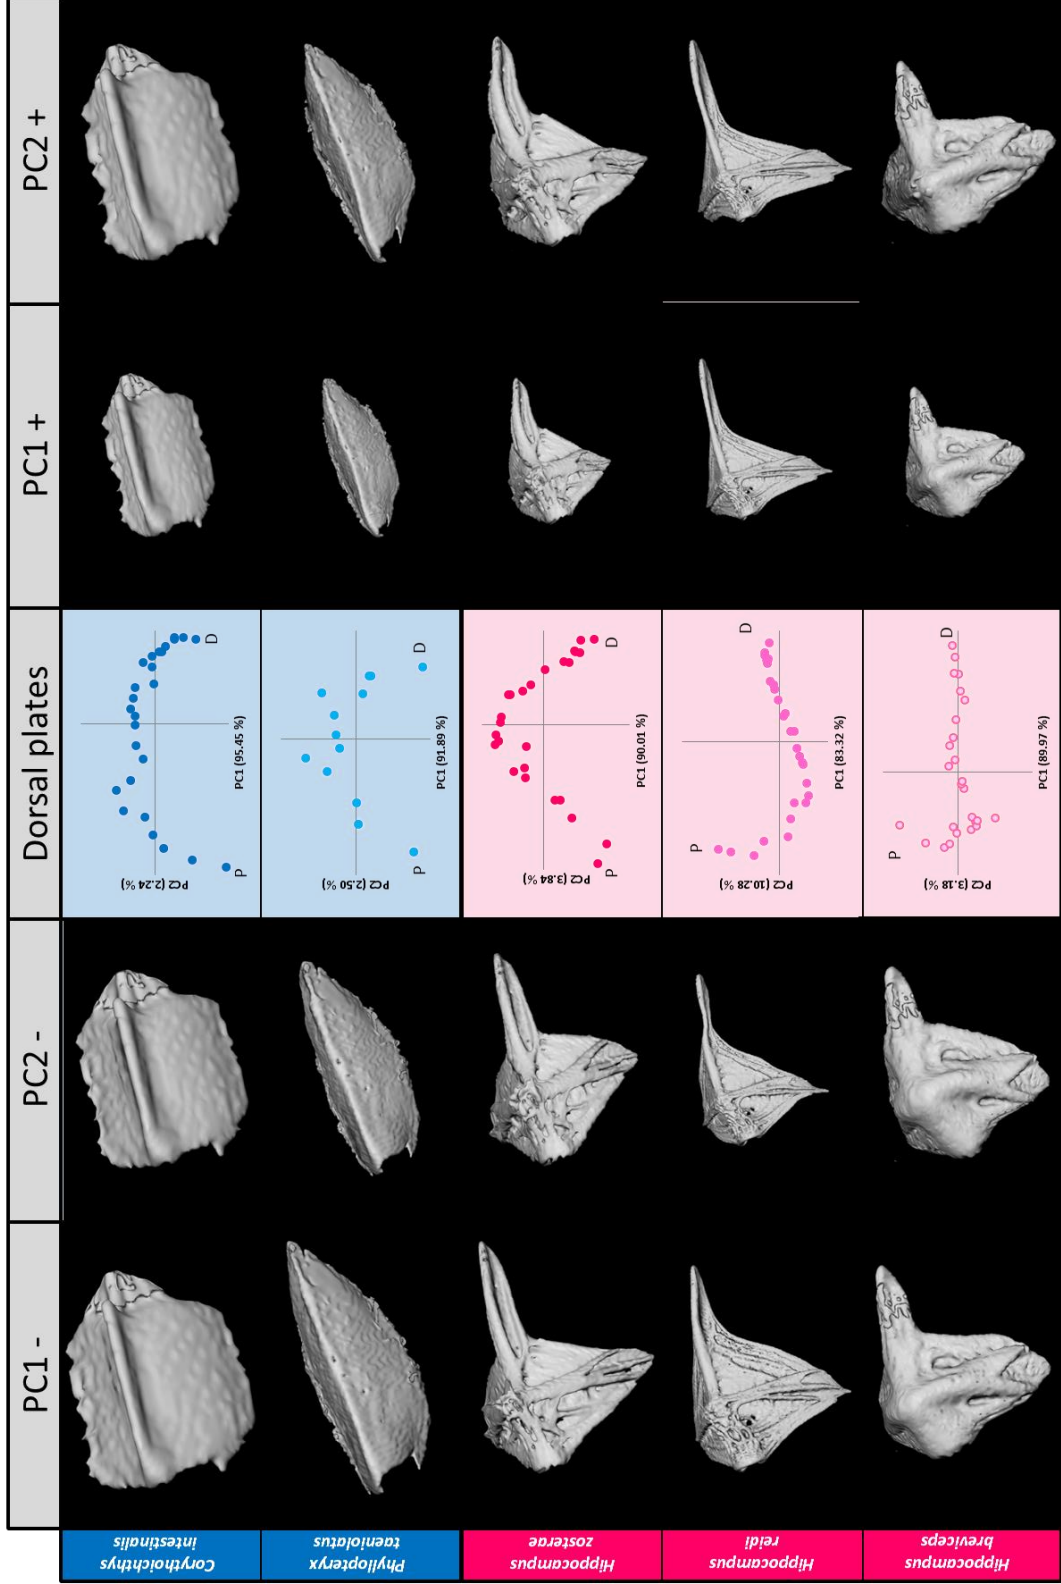 PC1 -
PC2 -
Dorsal plates
PC1 +
PC2 +
Corythoichthys
intestinalis
PC2 (2.24 %)
PC1 (95.45 %)
P
D
Phyllopteryx
taeniolatus
PC2 (2.50 %)
PC1 (91.89 %)
P
D
Hippocampus
zosterae
PC2 (3.84 %)
PC1 (90.01 %)
P
D
Hippocampus
reidi
PC2 (10.28 %)
PC1 (83.32 %)
P
D
Hippocampus
breviceps
PC2 (3.18 %)
PC1 (89.97 %)
P
D